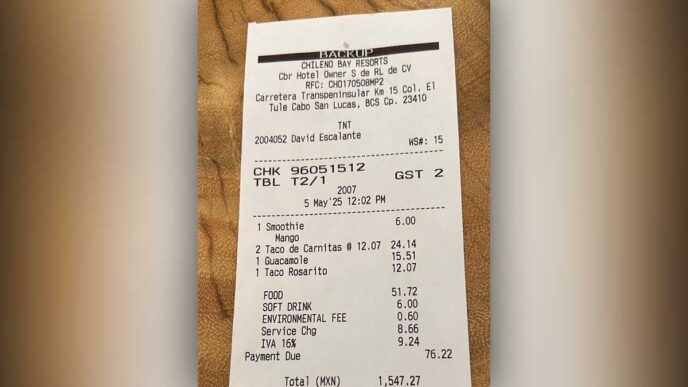 BACKUP
CHILENO BAY RESORTS
Cbr Hotel Owner S de RL de CV
RFC: CHO170508MP2
Carretera Transpeninsular Km 15 Col. El
Tule Cabo San Lucas, BCS Cp. 23410
TNT
2004052 David Escalante WS#: 15
CHK 96051512
TBL T2/1 GST 2
2007
5 May'25 12:02 PM
1 Smoothie 6.00
Mango
2 Taco de Carnitas @ 12.07 24.14
1 Guacamole 15.51
1 Taco Rosarito 12.07
FOOD 51.72
SOFT DRINK 6.00
ENVIRONMENTAL FEE 0.60
Service Chg 8.66
IVA 16% 9.24
Payment Due 76.22
Total (MXN) 1,547.27